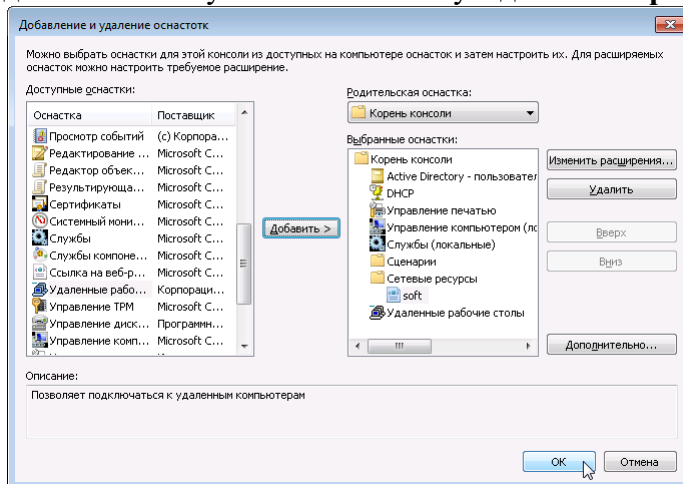 Добавление и удаление оснастотк
Можно выбрать оснастки для этой консоли из доступных на компьютере оснасток и затем настроить их. Для расширяемых
оснасток можно настроить требуемое расширение.
Доступные оснастки:
Родительская оснастка:
Корень консоли
Оснастка Поставщик
Просмотр событий (c) Корпора...
Редактирование ... Microsoft C...
Редактор объек... Microsoft C...
Результирующа... Microsoft C...
Сертификаты Microsoft C...
Системный мони... Microsoft C...
Службы Microsoft C...
Службы компоне... Microsoft C...
Ссылка на веб-р... Microsoft C...
Удаленные рабо... Корпораци...
Управление TPM Microsoft C...
Управление диск... Программн...
Управление комп... Microsoft C...
Добавить >
Выбранные оснастки:
Корень консоли
Active Directory - пользовател
DHCP
Управление печатью
Управление компьютером (лс
Службы (локальные)
Сценарии
Сетевые ресурсы
soft
Удаленные рабочие столы
Изменить расширения...
Удалить
Вверх
Вниз
Дополнительно...
Описание:
Позволяет подключаться к удаленным компьютерам
ОК
Отмена